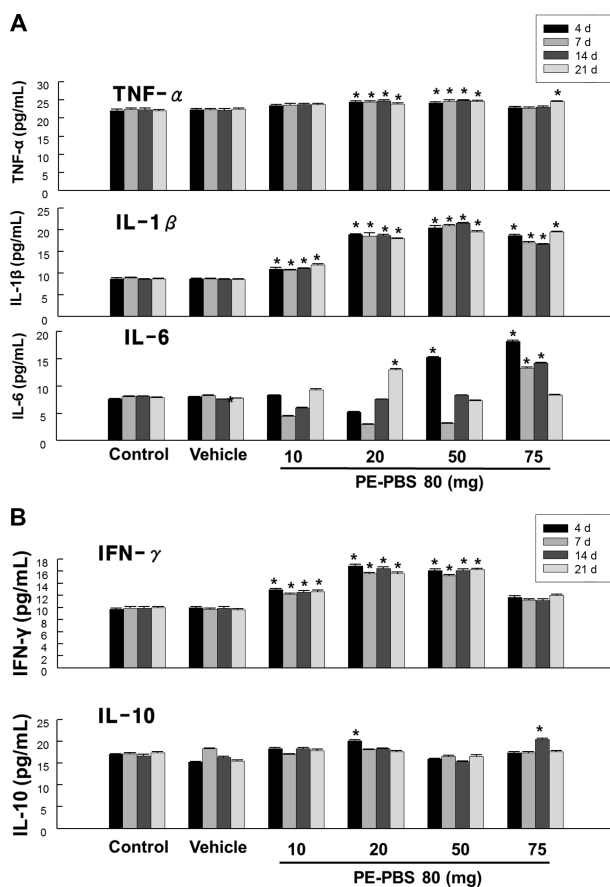 A
4 d
7 d
14 d
21 d
TNF-α
TNF-α (pg/mL)
30
25
20
15
10
5
0
* * * * * * * * *
IL-1β
IL-1β (pg/mL)
25
20
15
10
5
0
* * * * * * * * * * * * * * * *
IL-6
IL-6 (pg/mL)
20
15
10
5
0
* * * * * *
Control Vehicle 10 20 50 75
PE-PBS 80 (mg)
B
4 d
7 d
14 d
21 d
IFN-γ
IFN-γ (pg/mL)
18
16
14
12
10
8
6
4
2
0
* * * * * * * * * * * *
IL-10
IL-10 (pg/mL)
25
20
15
10
5
0
* *
Control Vehicle 10 20 50 75
PE-PBS 80 (mg)